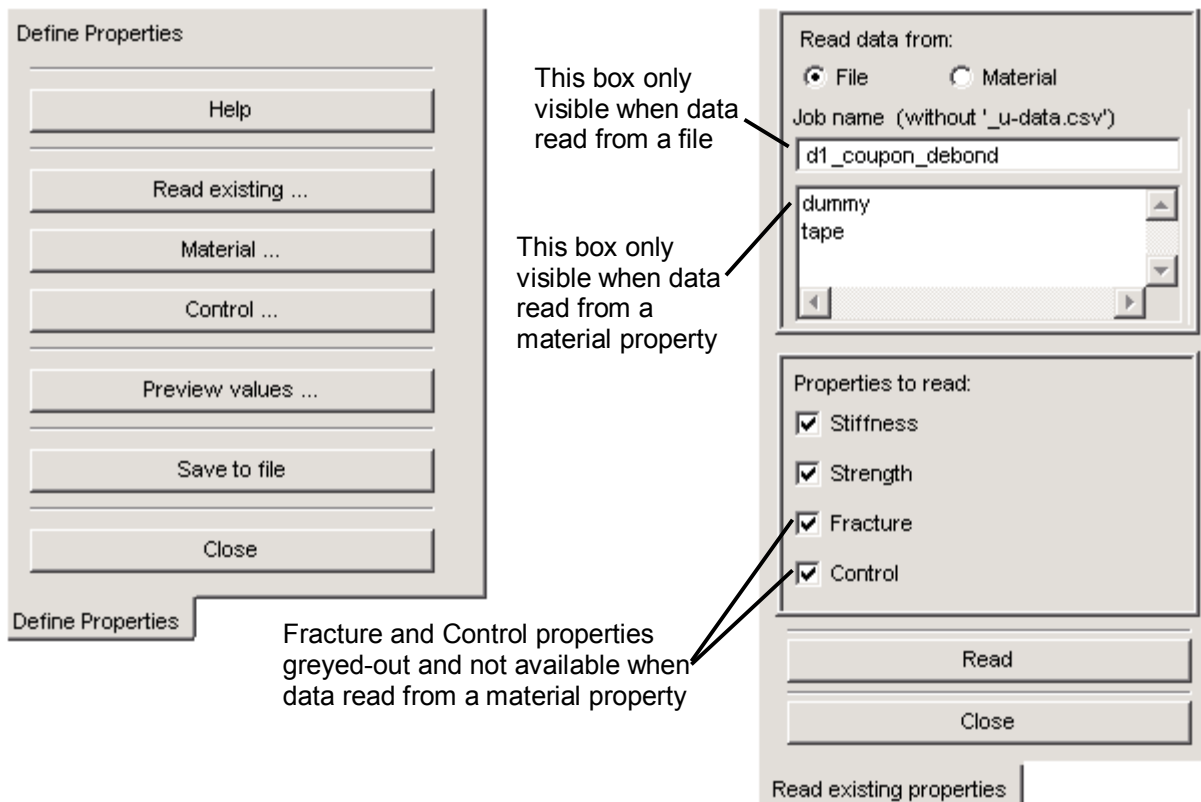 Define Properties
Help
Read existing ...
Material ...
Control ...
Preview values ...
Save to file
Close
Define Properties
This box only
visible when data
read from a file
This box only
visible when data
read from a
material property
Fracture and Control properties
greyed-out and not available when
data read from a material property
Read data from:
File Material
Job name (without '_u-data.csv')
d1_coupon_debond
dummy
tape
Properties to read:
Stiffness
Strength
Fracture
Control
Read
Close
Read existing properties